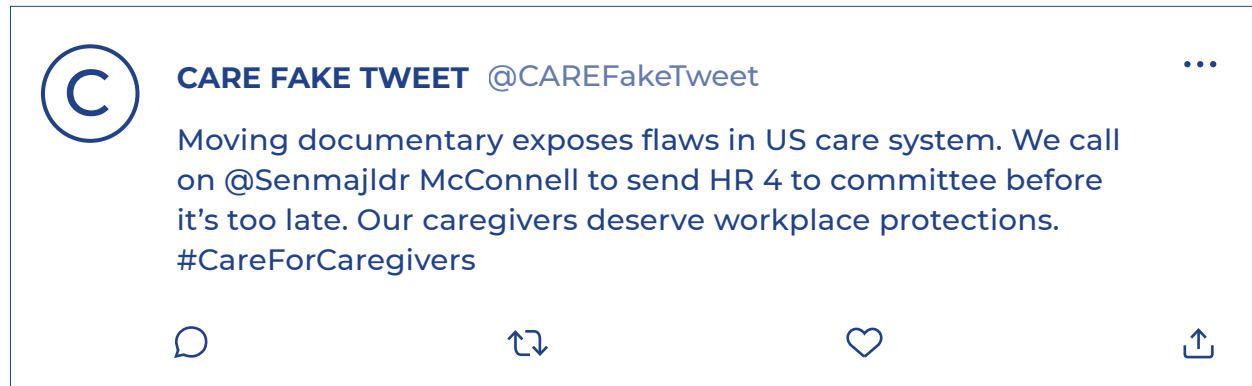 C
CARE FAKE TWEET @CAREFakeTweet
Moving documentary exposes flaws in US care system. We call
on @Senmajldr McConnell to send HR 4 to committee before
it’s too late. Our caregivers deserve workplace protections.
#CareForCaregivers